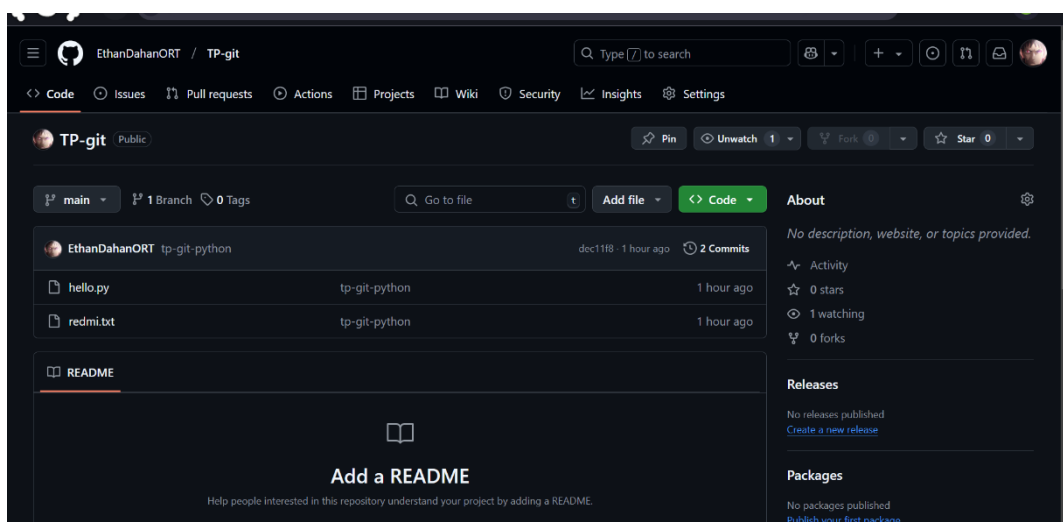 EthanDahanORT / TP-git
Type / to search
Code Issues Pull requests Actions Projects Wiki Security Insights Settings
TP-git Public
Pin Unwatch 1 Fork 0 Star 0
main 1 Branch 0 Tags Go to file t Add file Code
EthanDahanORT tp-git-python dec11f8 · 1 hour ago 2 Commits
hello.py tp-git-python 1 hour ago
redmi.txt tp-git-python 1 hour ago
README
Add a README
Help people interested in this repository understand your project by adding a README.
About
No description, website, or topics provided.
Activity
0 stars
1 watching
0 forks
Releases
No releases published
Create a new release
Packages
No packages published
Publish your first package